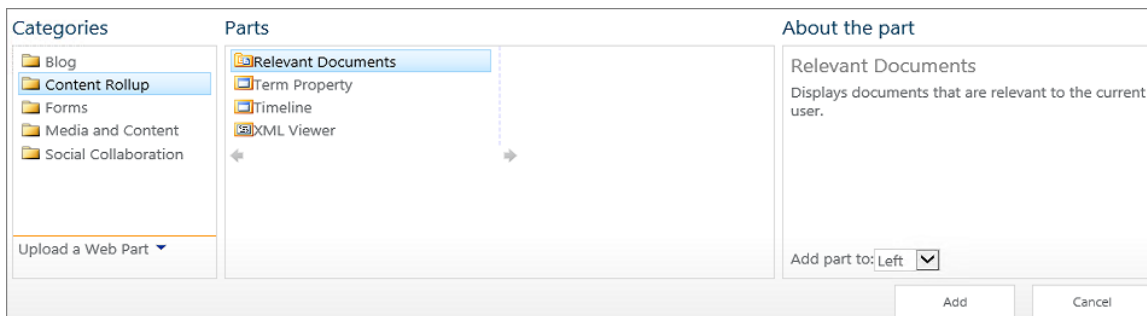 Categories
Blog
Content Rollup
Forms
Media and Content
Social Collaboration
Upload a Web Part
Parts
Relevant Documents
Term Property
Timeline
XML Viewer
About the part
Relevant Documents
Displays documents that are relevant to the current
user.
Add part to: Left
Add
Cancel